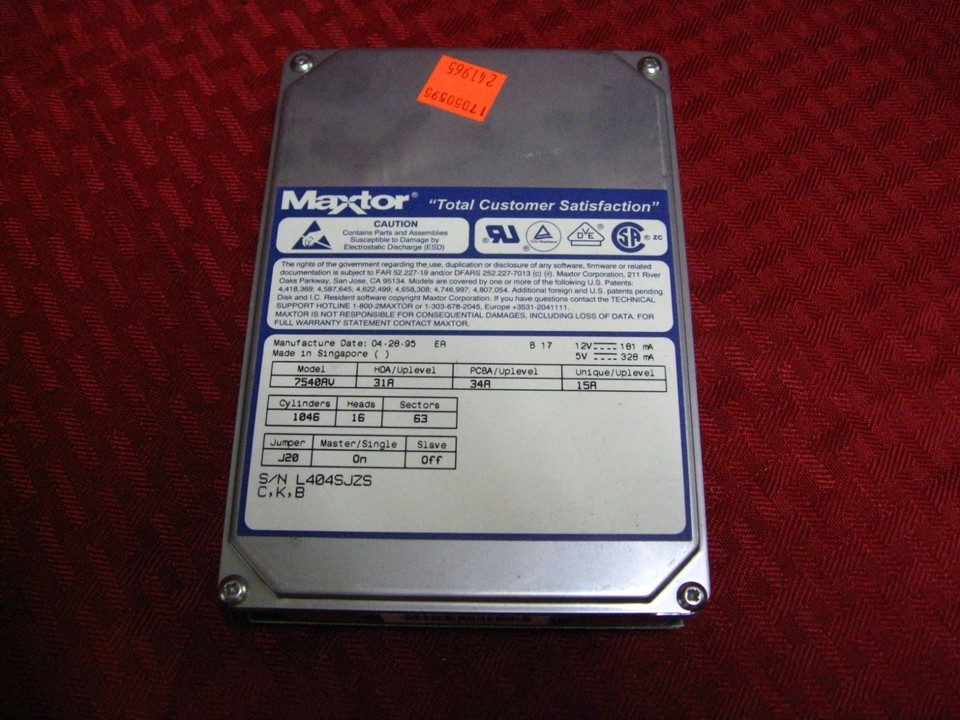 17050595
241965
Maxtor® "Total Customer Satisfaction"
CAUTION
Contains Parts and Assemblies
Susceptible to Damage by
Electrostatic Discharge (ESD)
The rights of the government regarding the use, duplication or disclosure of any software, firmware or related
documentation is subject to FAR 52.227-19 and/or DFARS 252.227-7013 (c) (ii). Maxtor Corporation, 211 River
Oaks Parkway, San Jose, CA 95134. Models are covered by one or more of the following U.S. Patents:
4,418,369; 4,587,645; 4,622,499; 4,658,308; 4,746,997; 4,807,054. Additional foreign and U.S. patents pending.
Disk and I.C. Resident software copyright Maxtor Corporation. If you have questions contact the TECHNICAL
SUPPORT HOTLINE 1-800-2MAXTOR or 1-303-678-2045, Europe +3531-2041111.
MAXTOR IS NOT RESPONSIBLE FOR CONSEQUENTIAL DAMAGES, INCLUDING LOSS OF DATA. FOR
FULL WARRANTY STATEMENT CONTACT MAXTOR.
Manufacture Date: 04-28-95 EA B 17 12V 181 mA
Made in Singapore ( ) 5V 328 mA
Model HDA/Uplevel PCBA/Uplevel Unique/Uplevel
7540AV 31A 34A 15A
Cylinders Heads Sectors
1046 16 63
Jumper Master/Single Slave
J20 On Off
S/N L404SJZS
C,K,B